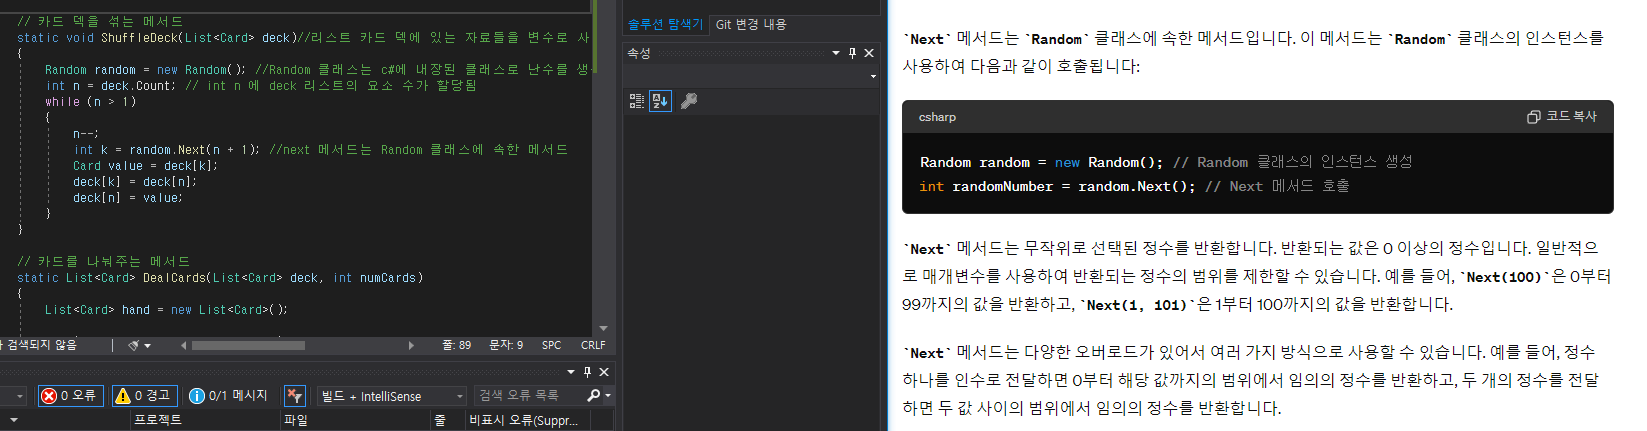 // 카드 덱을 섞는 메서드
static void ShuffleDeck(List<Card> deck)//리스트 카드 덱에 있는 자료들을 변수로 사
{
Random random = new Random(); //Random 클래스는 c#에 내장된 클래스로 난수를 생
int n = deck.Count; // int n 에 deck 리스트의 요소 수가 할당됨
while (n > 1)
{
n--;
int k = random.Next(n + 1); //next 메서드는 Random 클래스에 속한 메서드
Card value = deck[k];
deck[k] = deck[n];
deck[n] = value;
}
}
// 카드를 나눠주는 메서드
static List<Card> DealCards(List<Card> deck, int numCards)
{
List<Card> hand = new List<Card>();
검색되지 않음
줄: 89 문자: 9 SPC CRLF
0 오류 0 경고 0/1 메시지 빌드 + IntelliSense 검색 오류 목록
프로젝트 파일 줄 비표시 오류(Suppr...
솔루션 탐색기 Git 변경 내용
속성
`Next` 메서드는 `Random` 클래스에 속한 메서드입니다. 이 메서드는 `Random` 클래스의 인스턴스를
사용하여 다음과 같이 호출됩니다:
csharp 코드 복사
Random random = new Random(); // Random 클래스의 인스턴스 생성
int randomNumber = random.Next(); // Next 메서드 호출
`Next` 메서드는 무작위로 선택된 정수를 반환합니다. 반환되는 값은 0 이상의 정수입니다. 일반적으
로 매개변수를 사용하여 반환되는 정수의 범위를 제한할 수 있습니다. 예를 들어, `Next(100)`은 0부터
99까지의 값을 반환하고, `Next(1, 101)`은 1부터 100까지의 값을 반환합니다.
`Next` 메서드는 다양한 오버로드가 있어서 여러 가지 방식으로 사용할 수 있습니다. 예를 들어, 정수
하나를 인수로 전달하면 0부터 해당 값까지의 범위에서 임의의 정수를 반환하고, 두 개의 정수를 전달
하면 두 값 사이의 범위에서 임의의 정수를 반환합니다.